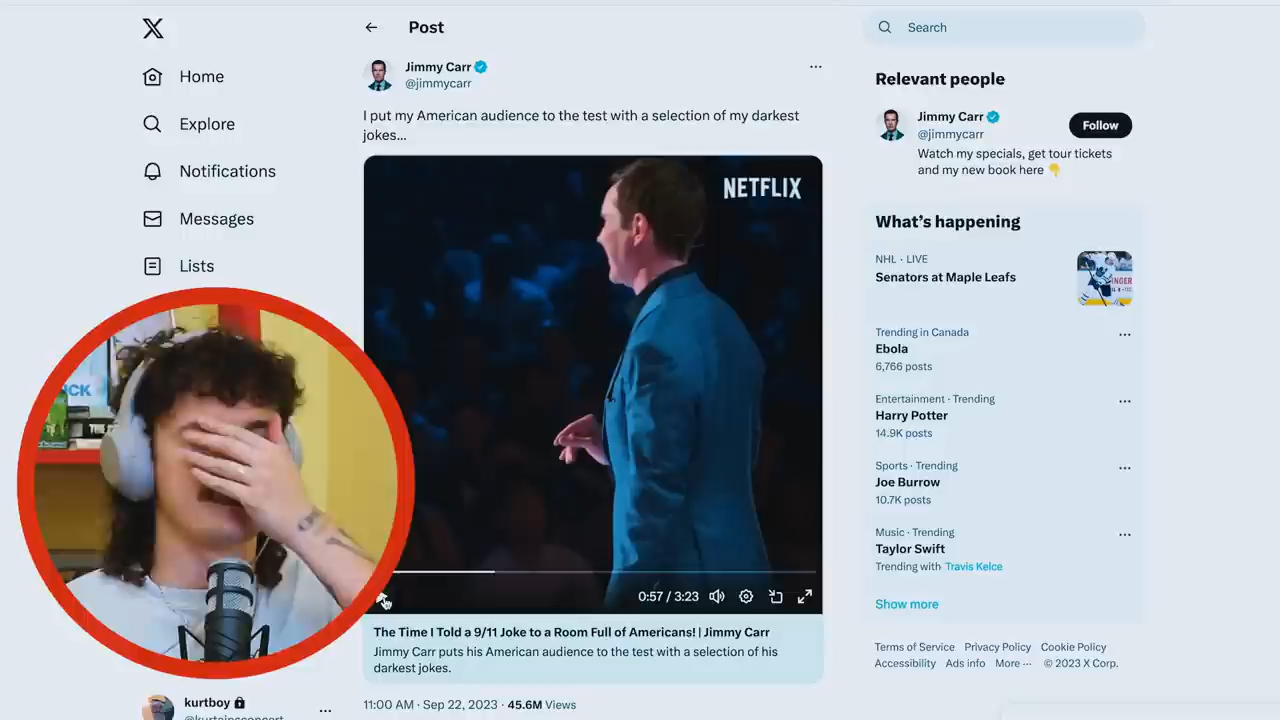 Home
Explore
Notifications
Messages
Lists
CK
kurtboy
Post
Jimmy Carr
@jimmycarr
I put my American audience to the test with a selection of my darkest
jokes...
NETFLIX
0:57 / 3:23
The Time I Told a 9/11 Joke to a Room Full of Americans! | Jimmy Carr
Jimmy Carr puts his American audience to the test with a selection of his
darkest jokes.
11:00 AM · Sep 22, 2023 · 45.6M Views
Search
Relevant people
Jimmy Carr
@jimmycarr
Follow
Watch my specials, get tour tickets
and my new book here 👇
What's happening
NHL · LIVE
Senators at Maple Leafs
Trending in Canada
Ebola
6,766 posts
Entertainment · Trending
Harry Potter
14.9K posts
Sports · Trending
Joe Burrow
10.7K posts
Music · Trending
Taylor Swift
Trending with Travis Kelce
Show more
Terms of Service Privacy Policy Cookie Policy
Accessibility Ads info More ··· © 2023 X Corp.